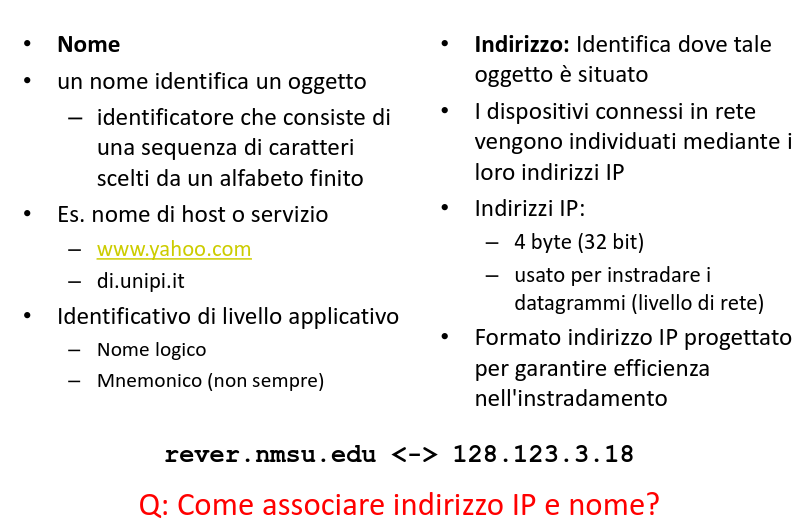 • Nome
• un nome identifica un oggetto
– identificatore che consiste di
una sequenza di caratteri
scelti da un alfabeto finito
• Es. nome di host o servizio
– www.yahoo.com
– di.unipi.it
• Identificativo di livello applicativo
– Nome logico
– Mnemonico (non sempre)
• Indirizzo: Identifica dove tale
oggetto è situato
• I dispositivi connessi in rete
vengono individuati mediante i
loro indirizzi IP
• Indirizzi IP:
– 4 byte (32 bit)
– usato per instradare i
datagrammi (livello di rete)
• Formato indirizzo IP progettato
per garantire efficienza
nell'instradamento
rever.nmsu.edu <-> 128.123.3.18
Q: Come associare indirizzo IP e nome?